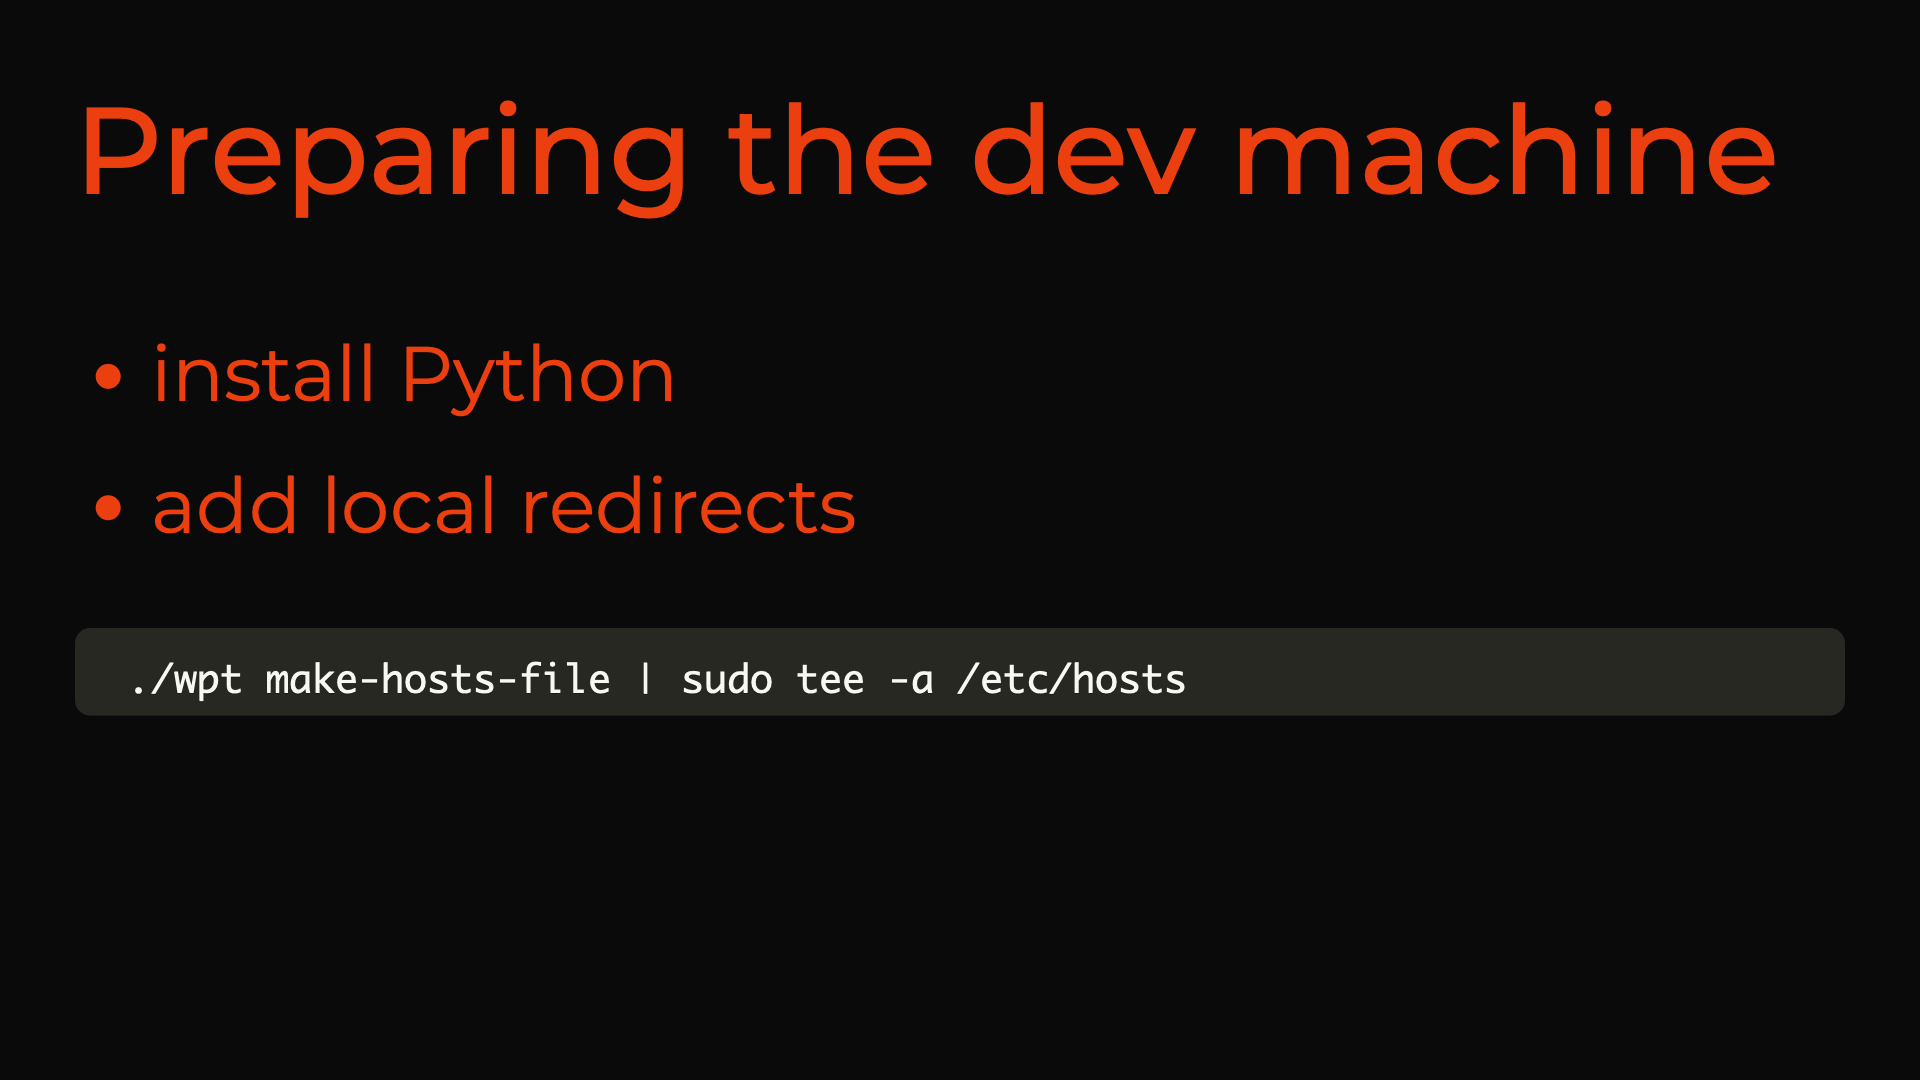 Preparing the dev machine
• install Python
• add local redirects
./wpt make-hosts-file | sudo tee -a /etc/hosts